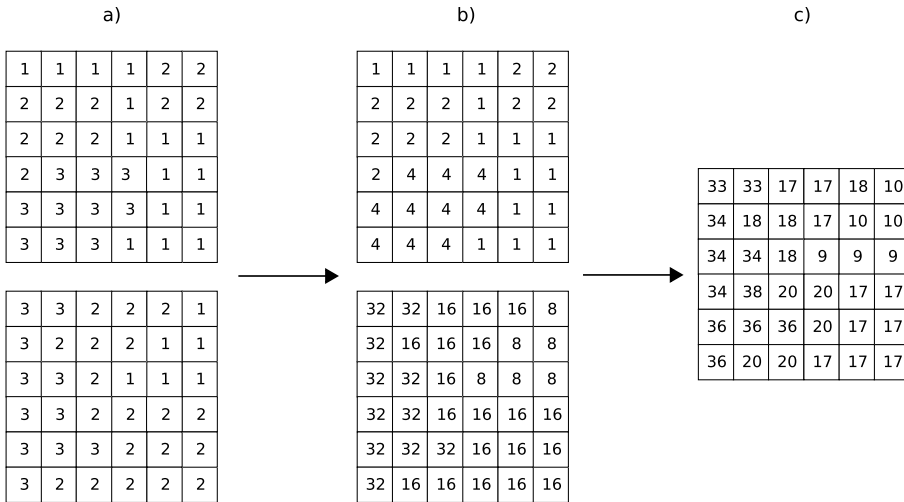 a) b) c)
1 1 1 1 2 2
2 2 2 1 2 2
2 2 2 1 1 1
2 3 3 3 1 1
3 3 3 3 1 1
3 3 3 1 1 1
3 3 2 2 2 1
3 2 2 2 1 1
3 3 2 1 1 1
3 3 2 2 2 2
3 3 3 2 2 2
3 2 2 2 2 2
1 1 1 1 2 2
2 2 2 1 2 2
2 2 2 1 1 1
2 4 4 4 1 1
4 4 4 4 1 1
4 4 4 1 1 1
32 32 16 16 16 8
32 16 16 16 8 8
32 32 16 8 8 8
32 32 16 16 16 16
32 32 32 16 16 16
32 16 16 16 16 16
33 33 17 17 18 10
34 18 18 17 10 10
34 34 18 9 9 9
34 38 20 20 17 17
36 36 36 20 17 17
36 20 20 17 17 17